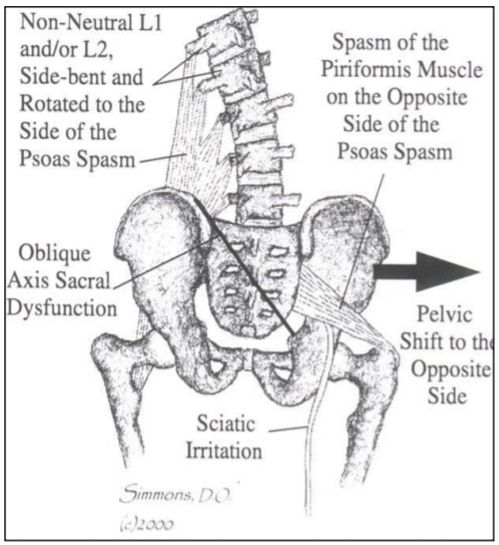 Non-Neutral L1
and/or L2,
Side-bent and
Rotated to the
Side of the
Psoas Spasm
Spasm of the
Piriformis Muscle
on the Opposite
Side of the
Psoas Spasm
Oblique
Axis Sacral
Dysfunction
Pelvic
Shift to the
Opposite
Side
Sciatic
Irritation
Simmons, D.O.
(c)2000